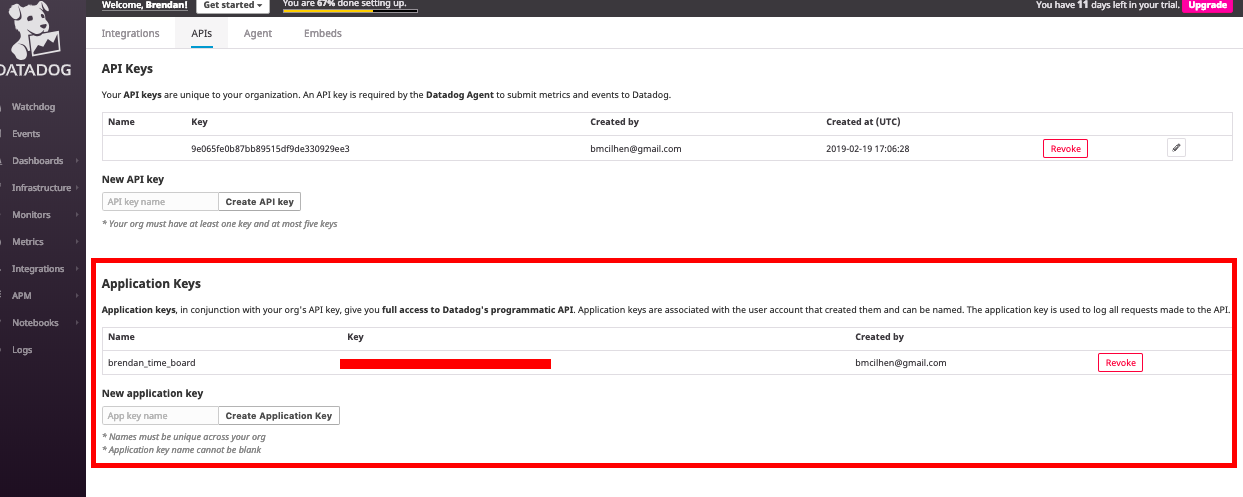 Welcome, Brendan!
Get started
You are 67% done setting up.
You have 11 days left in your trial.
Upgrade
DATADOG
Watchdog
Events
Dashboards
Infrastructure
Monitors
Metrics
Integrations
APM
Notebooks
Logs
Integrations
APIs
Agent
Embeds
API Keys
Your API keys are unique to your organization. An API key is required by the Datadog Agent to submit metrics and events to Datadog.
Name Key Created by Created at (UTC)
9e065fe0b87bb89515df9de330929ee3 bmcilhen@gmail.com 2019-02-19 17:06:28 Revoke
New API key
API key name Create API key
* Your org must have at least one key and at most five keys
Application Keys
Application keys, in conjunction with your org's API key, give you full access to Datadog's programmatic API. Application keys are associated with the user account that created them and can be named. The application key is used to log all requests made to the API.
Name Key Created by
brendan_time_board bmcilhen@gmail.com Revoke
New application key
App key name Create Application Key
* Names must be unique across your org
* Application key name cannot be blank